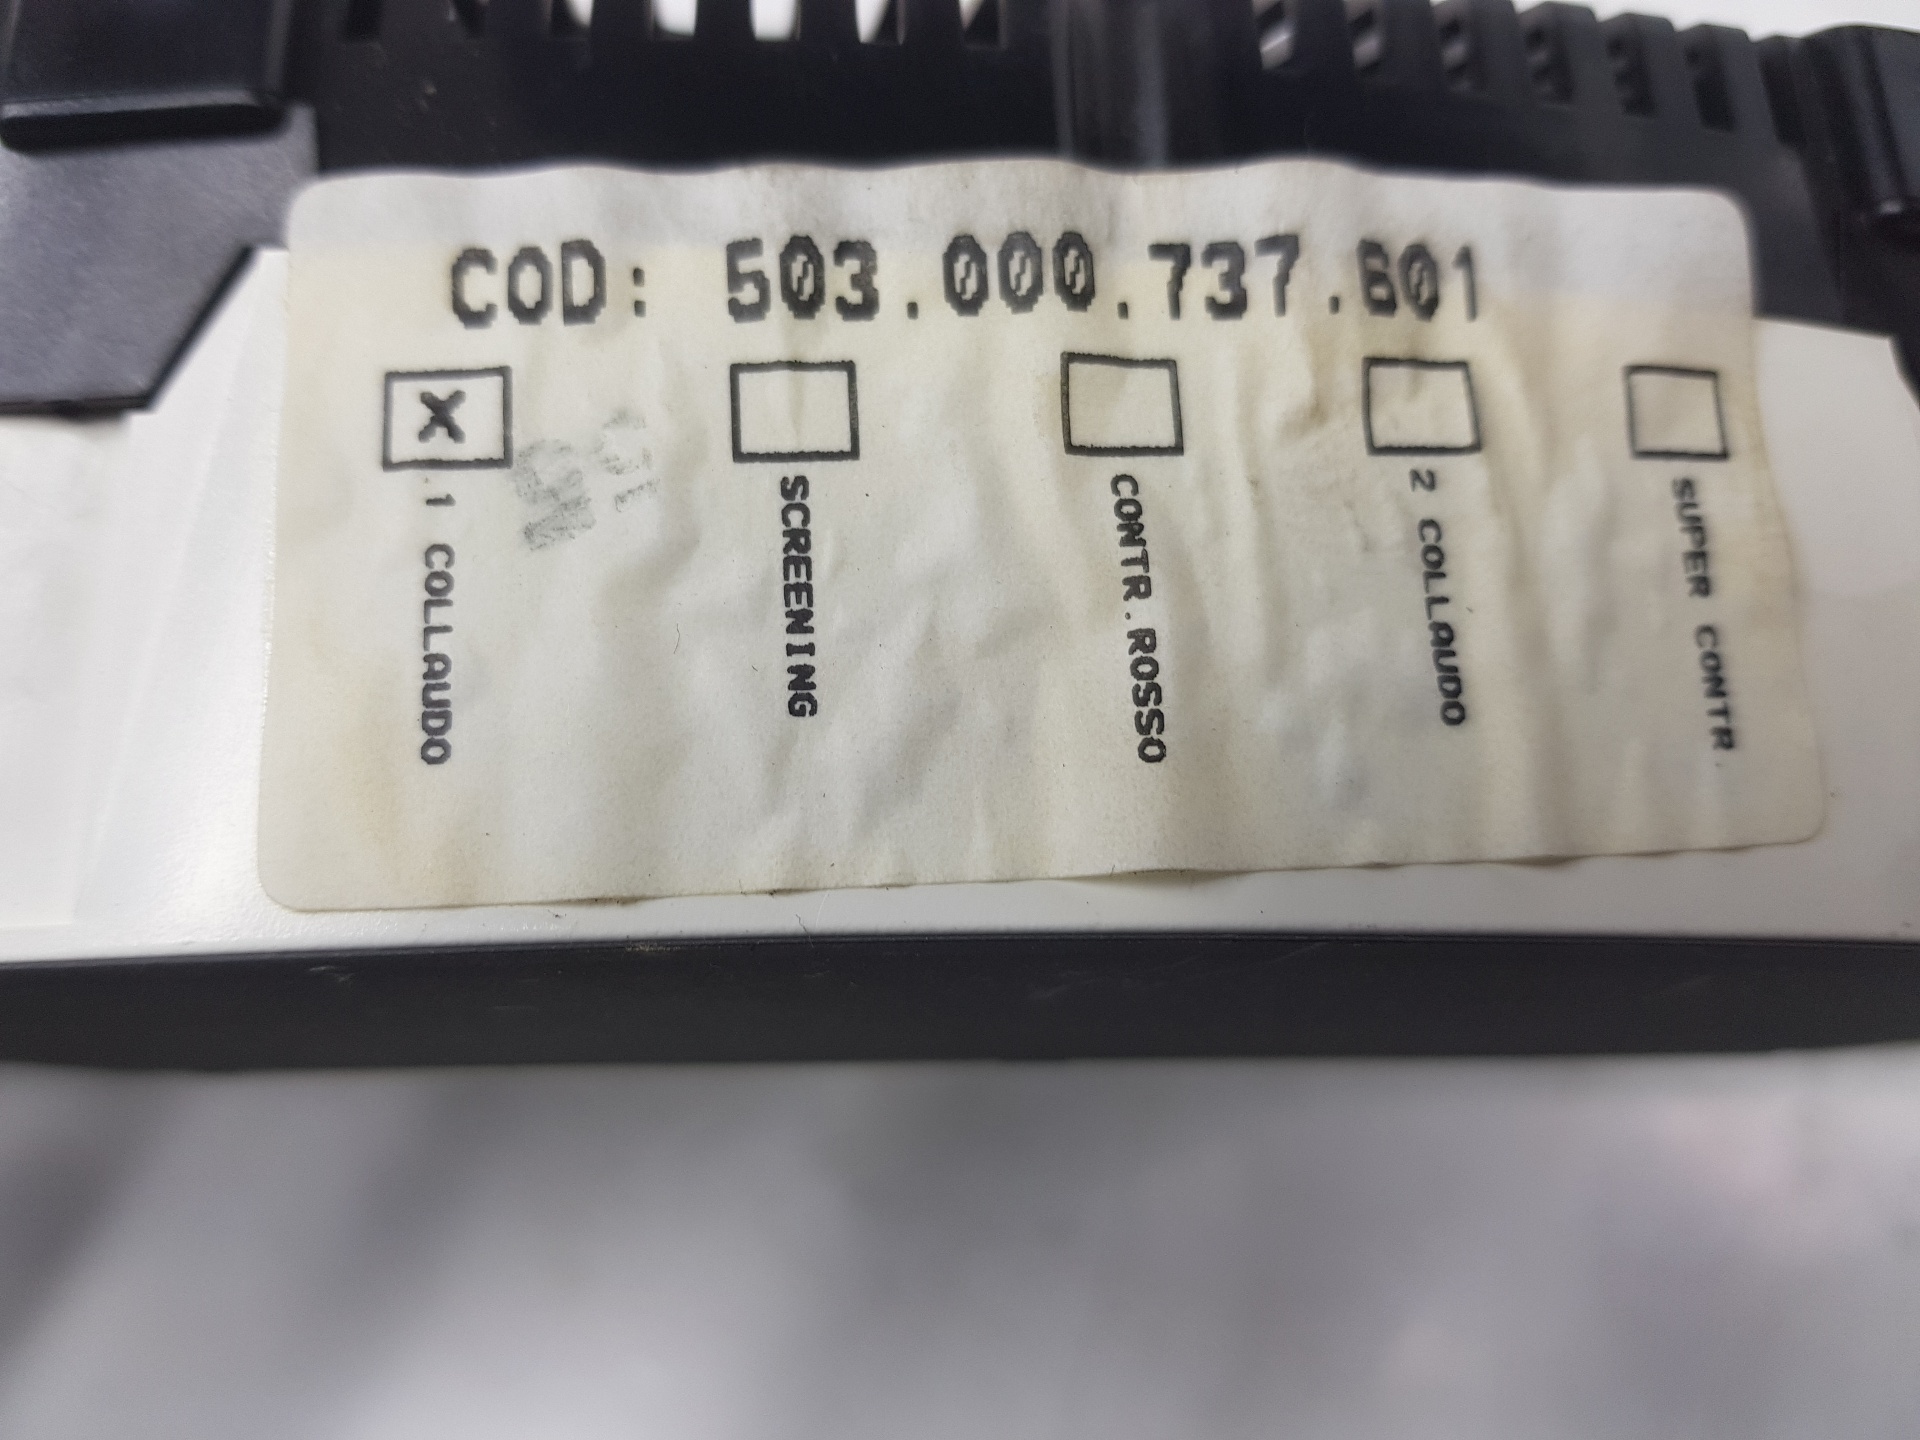 COD: 503.000.737.601
X
1 COLLAUDO
SCREENING
CONTR.ROSSO
2 COLLAUDO
SUPER CONTR.